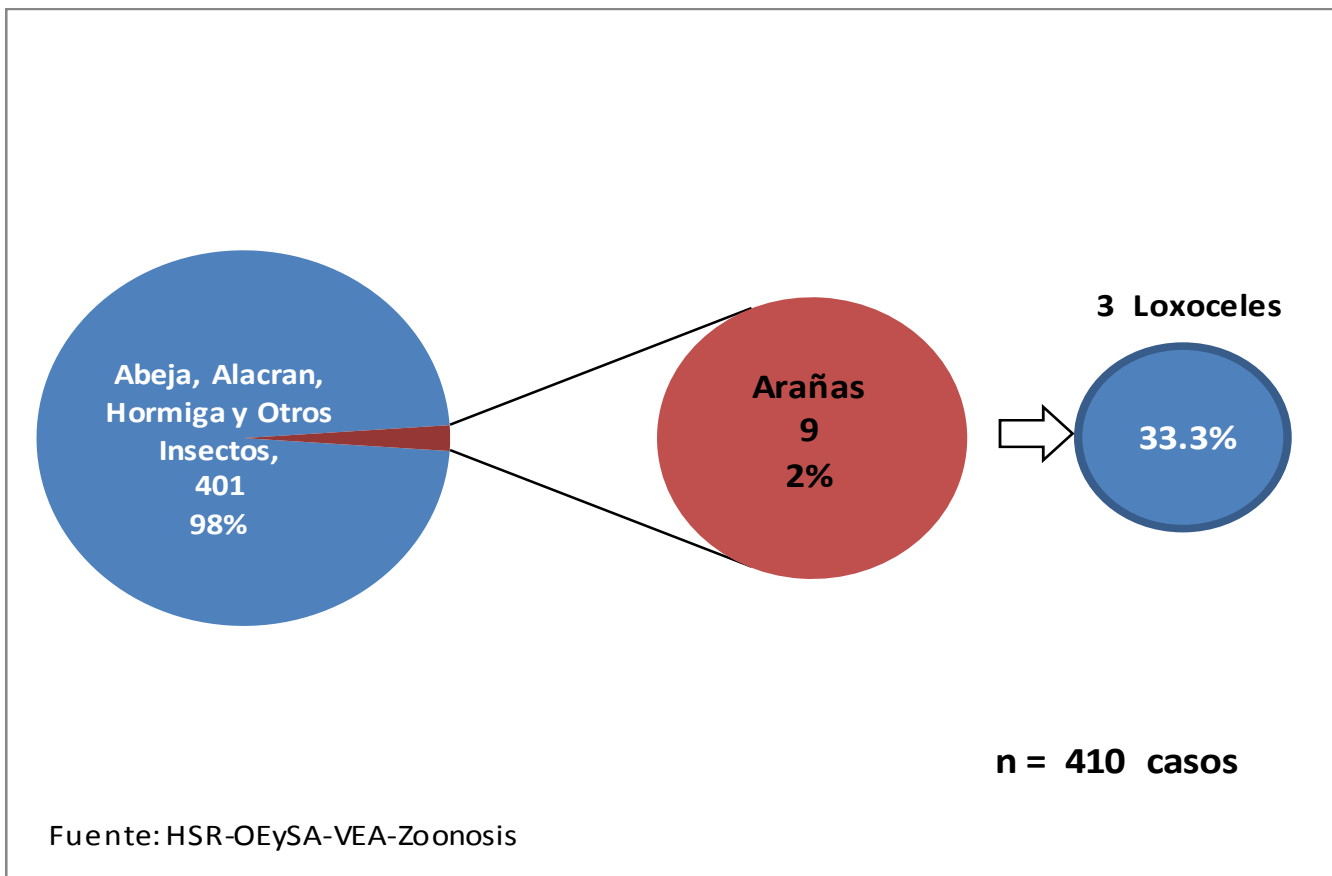 Abeja, Alacran,
Hormiga y Otros
Insectos,
401
98%
Arañas
9
2%
3 Loxoceles
33.3%
n = 410 casos
Fuente: HSR-OEySA-VEA-Zoonosis